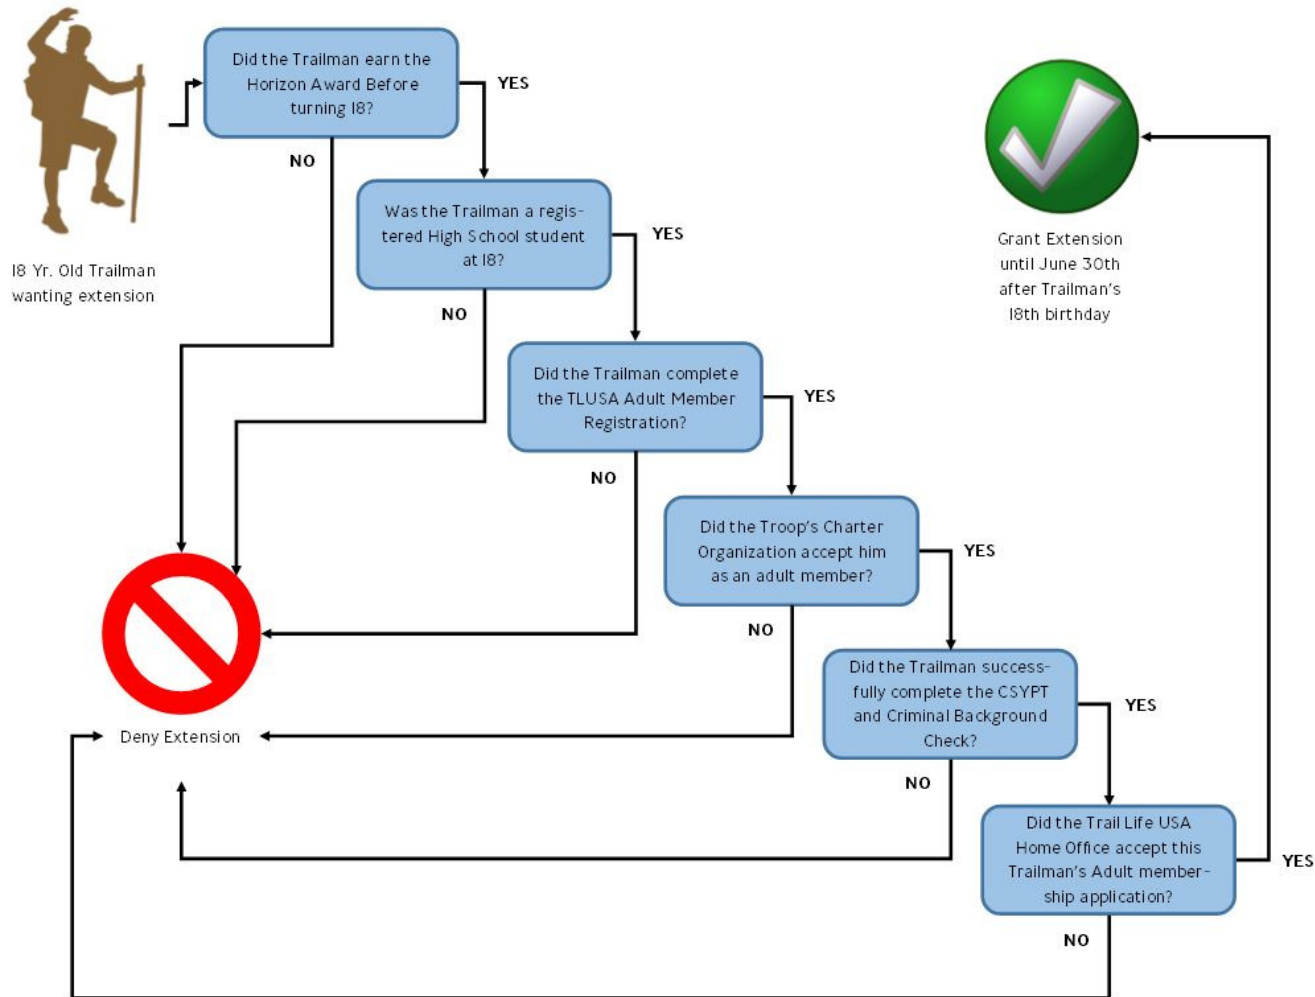 Did the Trailman earn the
Horizon Award Before
turning 18?
YES
NO
18 Yr. Old Trailman
wanting extension
Was the Trailman a regis-
tered High School student
at 18?
YES
NO
Grant Extension
until June 30th
after Trailman's
18th birthday
Did the Trailman complete
the TLUSA Adult Member
Registration?
YES
NO
Did the Troop's Charter
Organization accept him
as an adult member?
YES
NO
Did the Trailman success-
fully complete the CSYPT
and Criminal Background
Check?
YES
NO
Deny Extension
Did the Trail Life USA
Home Office accept this
Trailman's Adult member-
ship application?
YES
NO